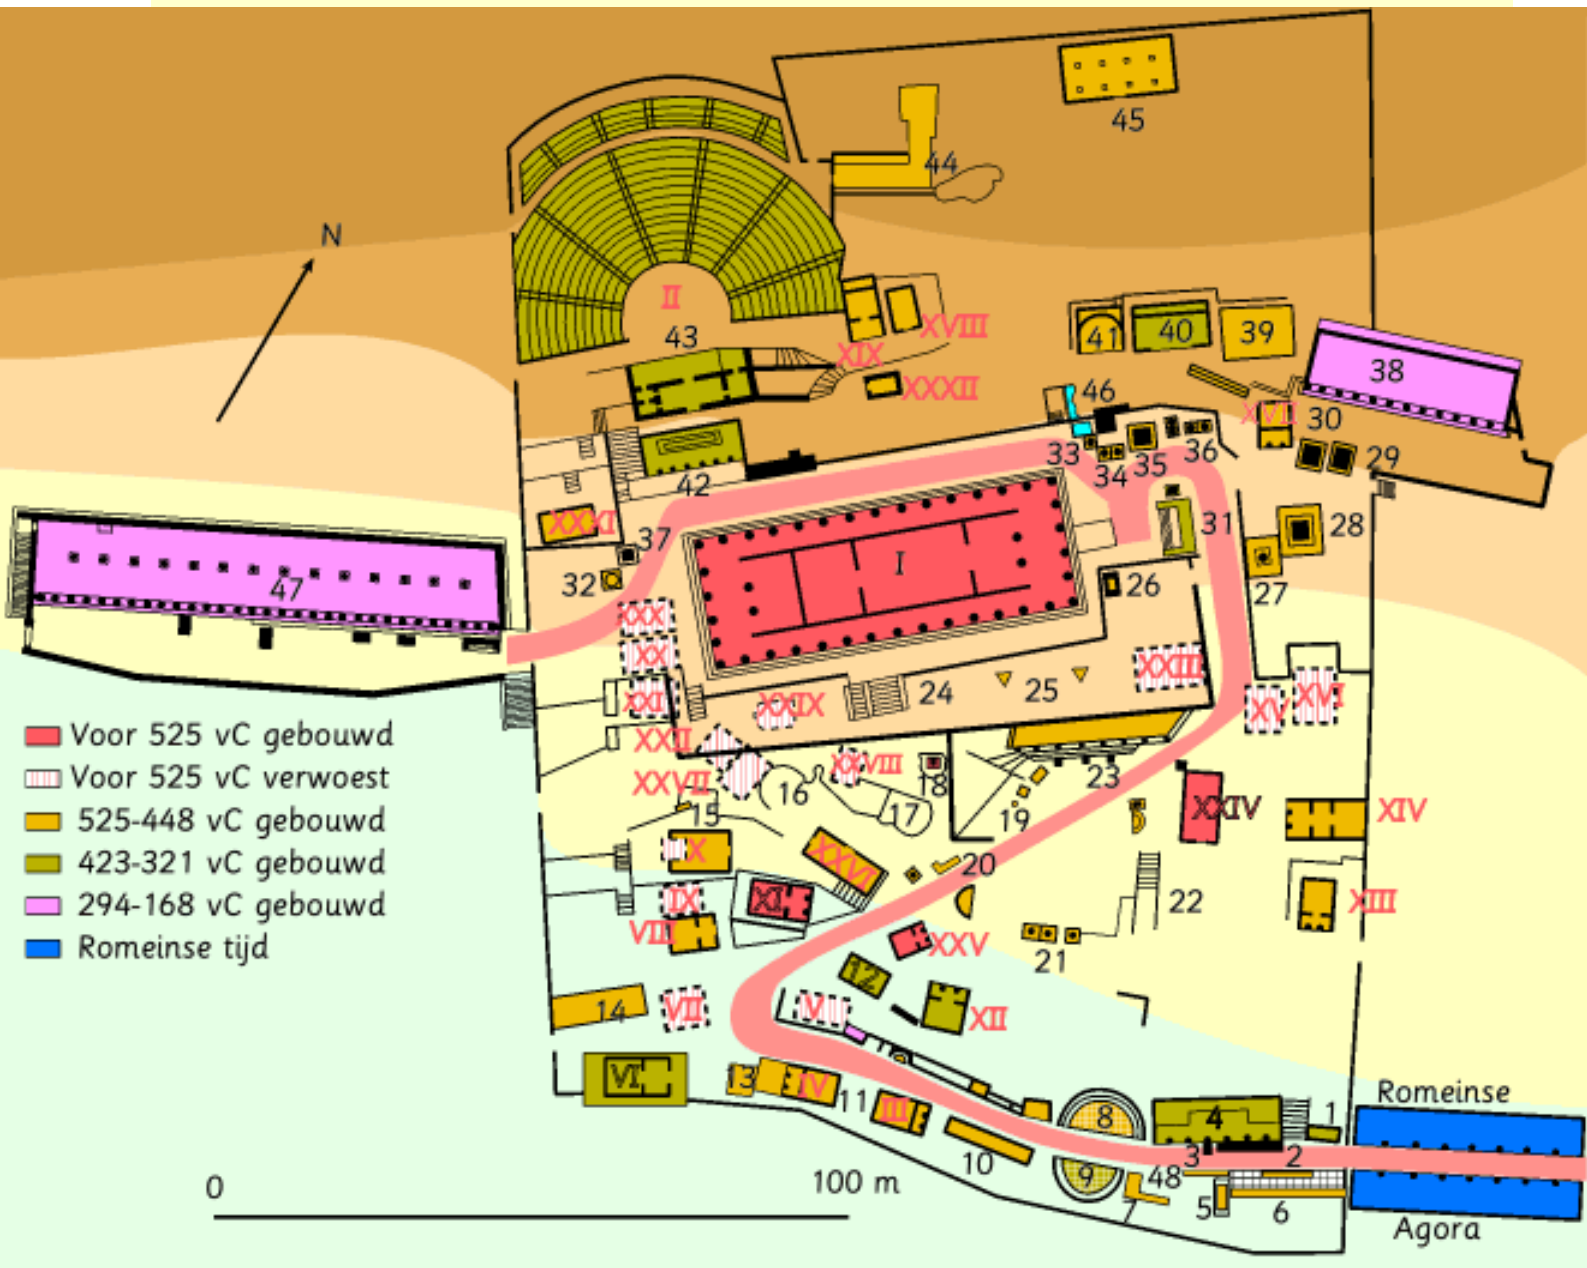 45
44
N
II
43
XVIII
XIX
XXXII
41
40
39
38
46
XVII
30
33
34
35
36
29
42
XXXI
37
31
28
47
32
I
26
27
XXX
XX
XXIII
XXI
24
25
XXIX
XV
XVI
XXII
Voor 525 vC gebouwd
Voor 525 vC verwoest
525-448 vC gebouwd
423-321 vC gebouwd
294-168 vC gebouwd
Romeinse tijd
XXVII
16
XXVIII
18
23
15
17
19
XXIV
XIV
X
XXVI
20
IX
XI
22
XIII
VIII
XXV
21
12
14
VII
V
XII
VI
13
IV
11
III
8
4
1
Romeinse
10
9
3
2
48
7
5
6
Agora
0
100 m